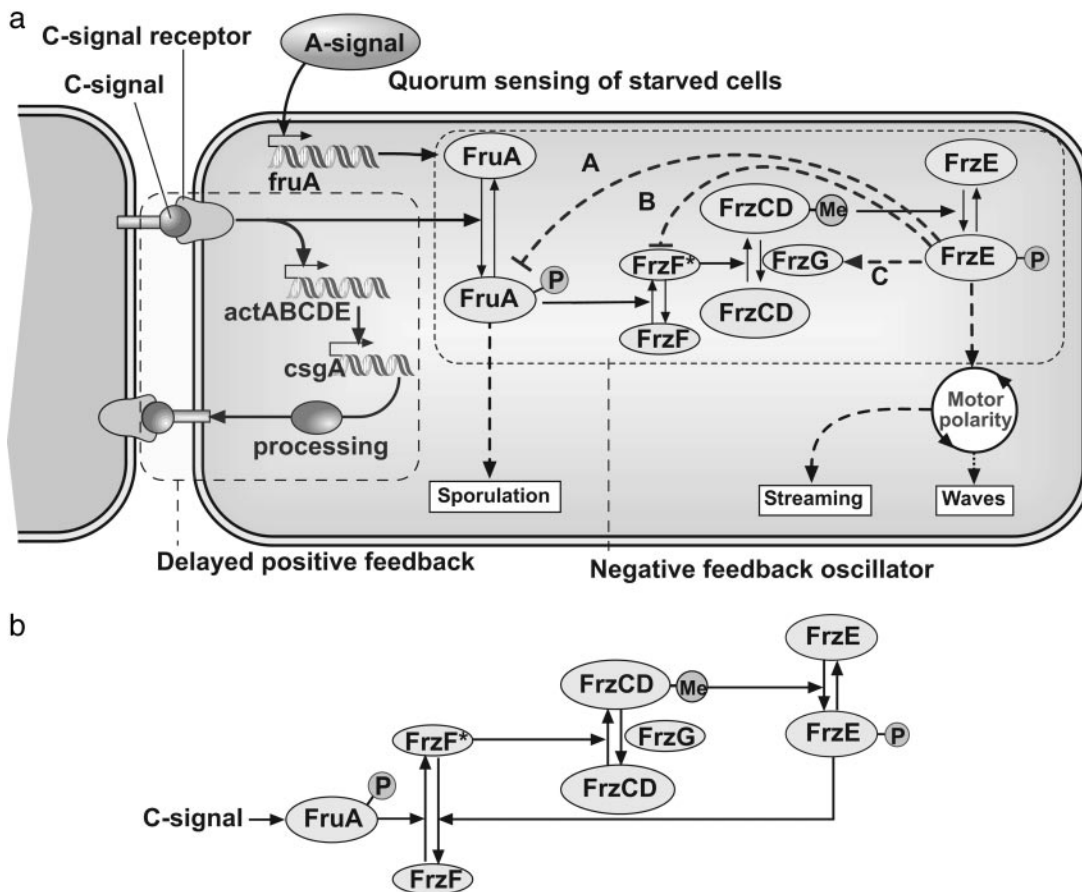 a
C-signal receptor
C-signal
A-signal
Quorum sensing of starved cells
fruA
FruA
A
B
C
FrzE
FrzCD
Me
FrzF*
FrzG
FrzE
P
FruA
P
FrzCD
FrzF
actABCDE
csgA
processing
Motor
polarity
Sporulation
Streaming
Waves
Delayed positive feedback
Negative feedback oscillator
b
FrzE
FrzCD
Me
FrzE
P
FrzF*
FrzG
FrzCD
P
C-signal
FruA
FrzF